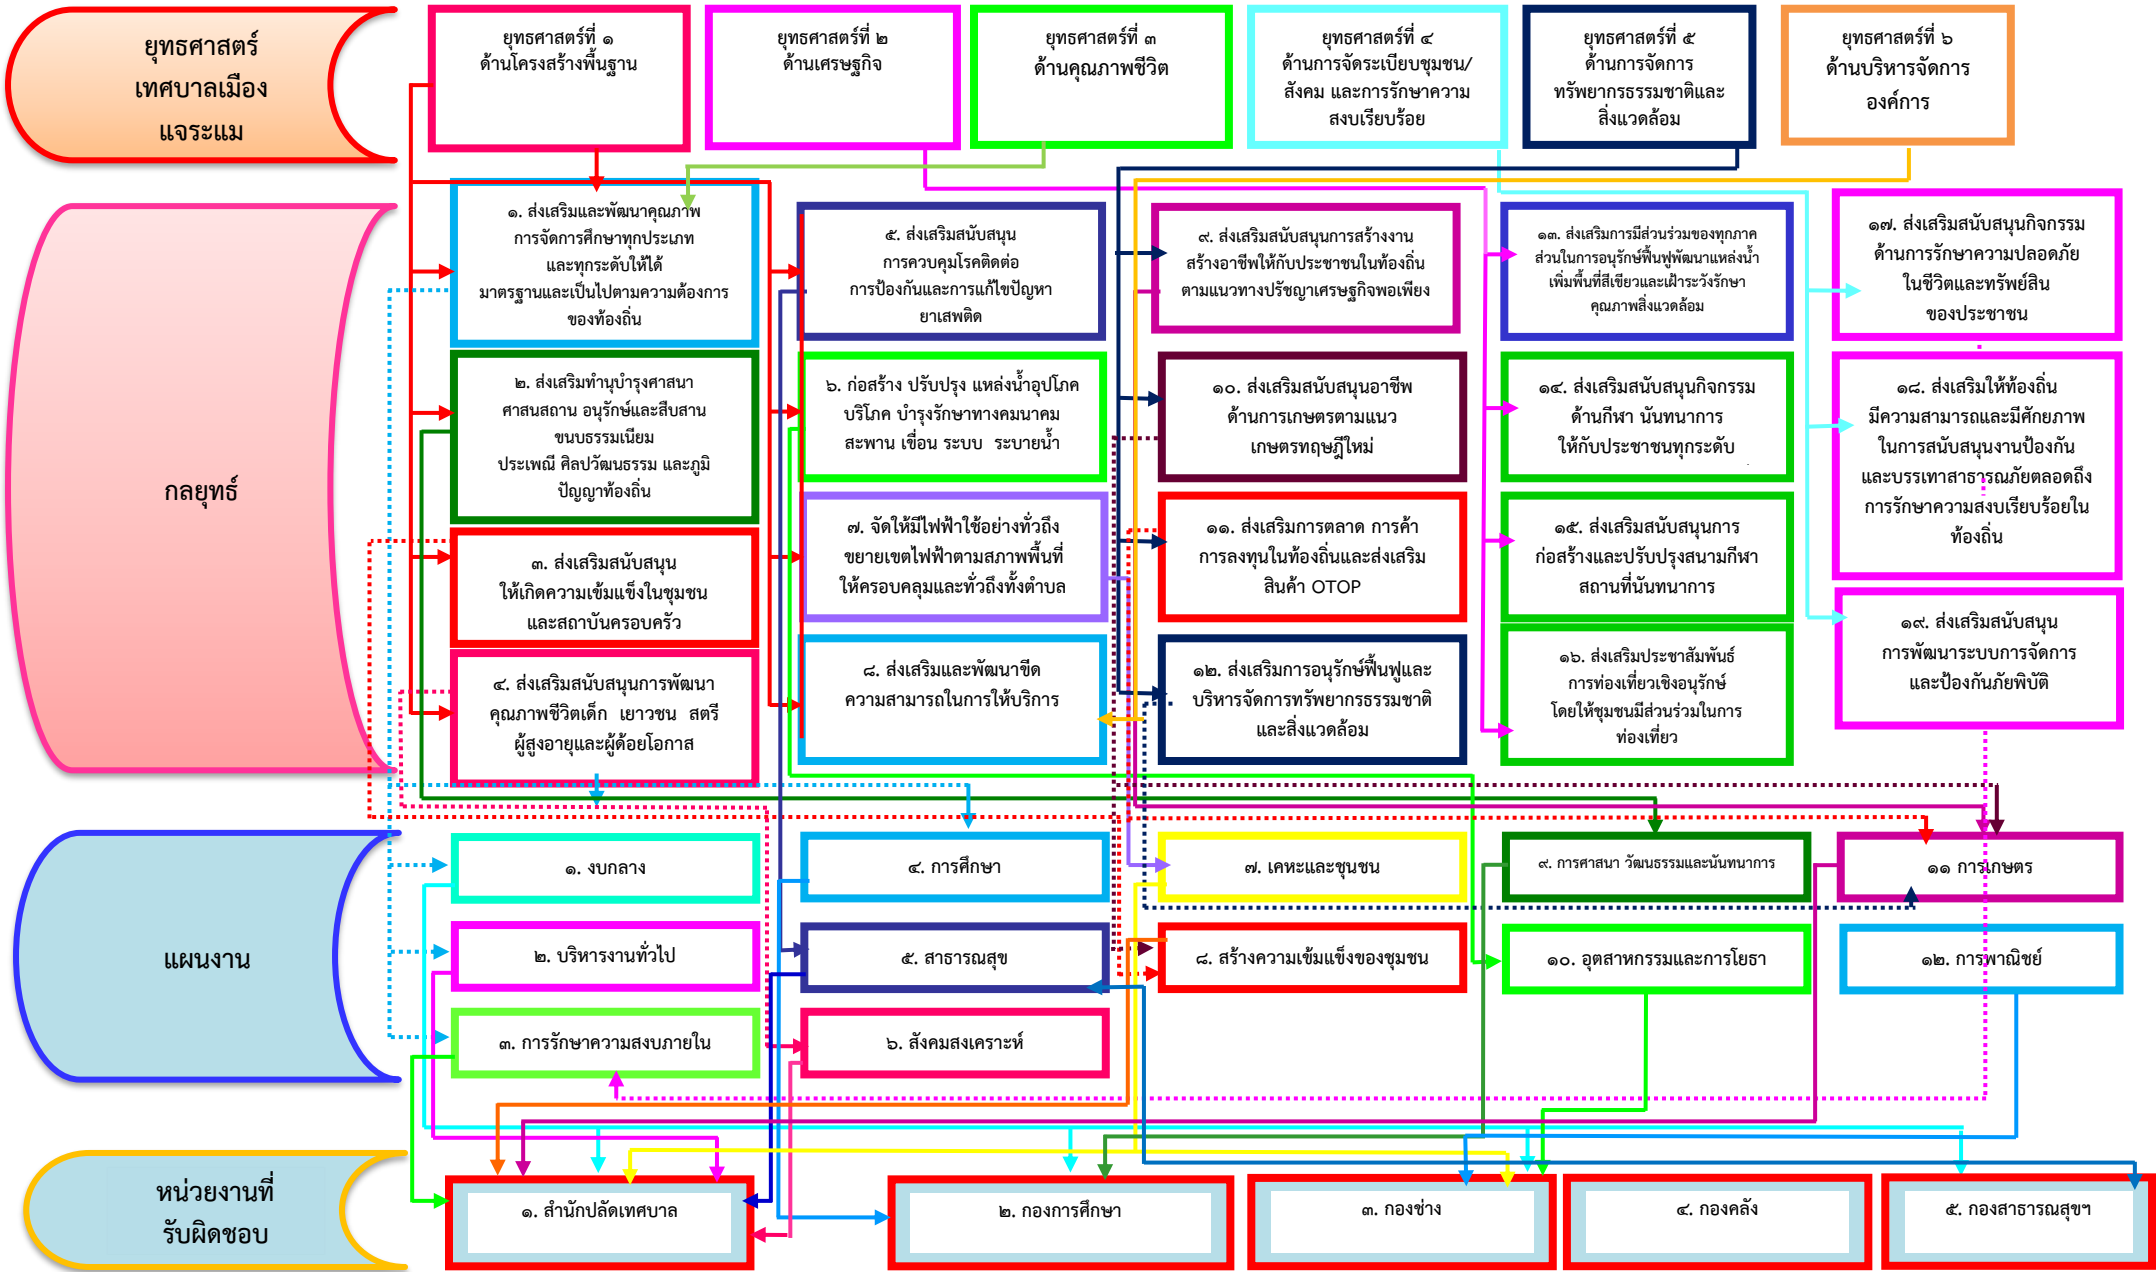 ยุทธศาสตร์
เทศบาลเมือง
แจระแม
ยุทธศาสตร์ที่ ๑
ด้านโครงสร้างพื้นฐาน
ยุทธศาสตร์ที่ ๒
ด้านเศรษฐกิจ
ยุทธศาสตร์ที่ ๓
ด้านคุณภาพชีวิต
ยุทธศาสตร์ที่ ๔
ด้านการจัดระเบียบชุมชน/
สังคม และการรักษาความ
สงบเรียบร้อย
ยุทธศาสตร์ที่ ๕
ด้านการจัดการ
ทรัพยากรธรรมชาติและ
สิ่งแวดล้อม
ยุทธศาสตร์ที่ ๖
ด้านบริหารจัดการ
องค์การ
กลยุทธ์
๑. ส่งเสริมและพัฒนาคุณภาพ
การจัดการศึกษาทุกประเภท
และทุกระดับให้ได้
มาตรฐานและเป็นไปตามความต้องการ
ของท้องถิ่น
๒. ส่งเสริมทำนุบำรุงศาสนา
ศาสนสถาน อนุรักษ์และสืบสาน
ขนบธรรมเนียม
ประเพณี ศิลปวัฒนธรรม และภูมิ
ปัญญาท้องถิ่น
๓. ส่งเสริมสนับสนุน
ให้เกิดความเข้มแข็งในชุมชน
และสถาบันครอบครัว
๔. ส่งเสริมสนับสนุนการพัฒนา
คุณภาพชีวิตเด็ก เยาวชน สตรี
ผู้สูงอายุและผู้ด้อยโอกาส
๕. ส่งเสริมสนับสนุน
การควบคุมโรคติดต่อ
การป้องกันและการแก้ไขปัญหา
ยาเสพติด
๖. ก่อสร้าง ปรับปรุง แหล่งน้ำอุปโภค
บริโภค บำรุงรักษาทางคมนาคม
สะพาน เขื่อน ระบบ ระบายน้ำ
๗. จัดให้มีไฟฟ้าใช้อย่างทั่วถึง
ขยายเขตไฟฟ้าตามสภาพพื้นที่
ให้ครอบคลุมและทั่วถึงทั้งตำบล
๘. ส่งเสริมและพัฒนาขีด
ความสามารถในการให้บริการ
๙. ส่งเสริมสนับสนุนการสร้างงาน
สร้างอาชีพให้กับประชาชนในท้องถิ่น
ตามแนวทางปรัชญาเศรษฐกิจพอเพียง
๑๐. ส่งเสริมสนับสนุนอาชีพ
ด้านการเกษตรตามแนว
เกษตรทฤษฎีใหม่
๑๑. ส่งเสริมการตลาด การค้า
การลงทุนในท้องถิ่นและส่งเสริม
สินค้า OTOP
๑๒. ส่งเสริมการอนุรักษ์ฟื้นฟูและ
บริหารจัดการทรัพยากรธรรมชาติ
และสิ่งแวดล้อม
๑๓. ส่งเสริมการมีส่วนร่วมของทุกภาค
ส่วนในการอนุรักษ์ฟื้นฟูพัฒนาแหล่งน้ำ
เพิ่มพื้นที่สีเขียวและเฝ้าระวังรักษา
คุณภาพสิ่งแวดล้อม
๑๔. ส่งเสริมสนับสนุนกิจกรรม
ด้านกีฬา นันทนาการ
ให้กับประชาชนทุกระดับ
๑๕. ส่งเสริมสนับสนุนการ
ก่อสร้างและปรับปรุงสนามกีฬา
สถานที่นันทนาการ
๑๖. ส่งเสริมประชาสัมพันธ์
การท่องเที่ยวเชิงอนุรักษ์
โดยให้ชุมชนมีส่วนร่วมในการ
ท่องเที่ยว
๑๗. ส่งเสริมสนับสนุนกิจกรรม
ด้านการรักษาความปลอดภัย
ในชีวิตและทรัพย์สิน
ของประชาชน
๑๘. ส่งเสริมให้ท้องถิ่น
มีความสามารถและมีศักยภาพ
ในการสนับสนุนงานป้องกัน
และบรรเทาสาธารณภัยตลอดถึง
การรักษาความสงบเรียบร้อยใน
ท้องถิ่น
๑๙. ส่งเสริมสนับสนุน
การพัฒนาระบบการจัดการ
และป้องกันภัยพิบัติ
แผนงาน
๑. งบกลาง
๒. บริหารงานทั่วไป
๓. การรักษาความสงบภายใน
๔. การศึกษา
๕. สาธารณสุข
๖. สังคมสงเคราะห์
๗. เคหะและชุนชน
๘. สร้างความเข้มแข็งของชุมชน
๙. การศาสนา วัฒนธรรมและนันทนาการ
๑๐. อุตสาหกรรมและการโยธา
๑๑ การเกษตร
๑๒. การพาณิชย์
หน่วยงานที่
รับผิดชอบ
๑. สำนักปลัดเทศบาล
๒. กองการศึกษา
๓. กองช่าง
๔. กองคลัง
๕. กองสาธารณสุขฯ